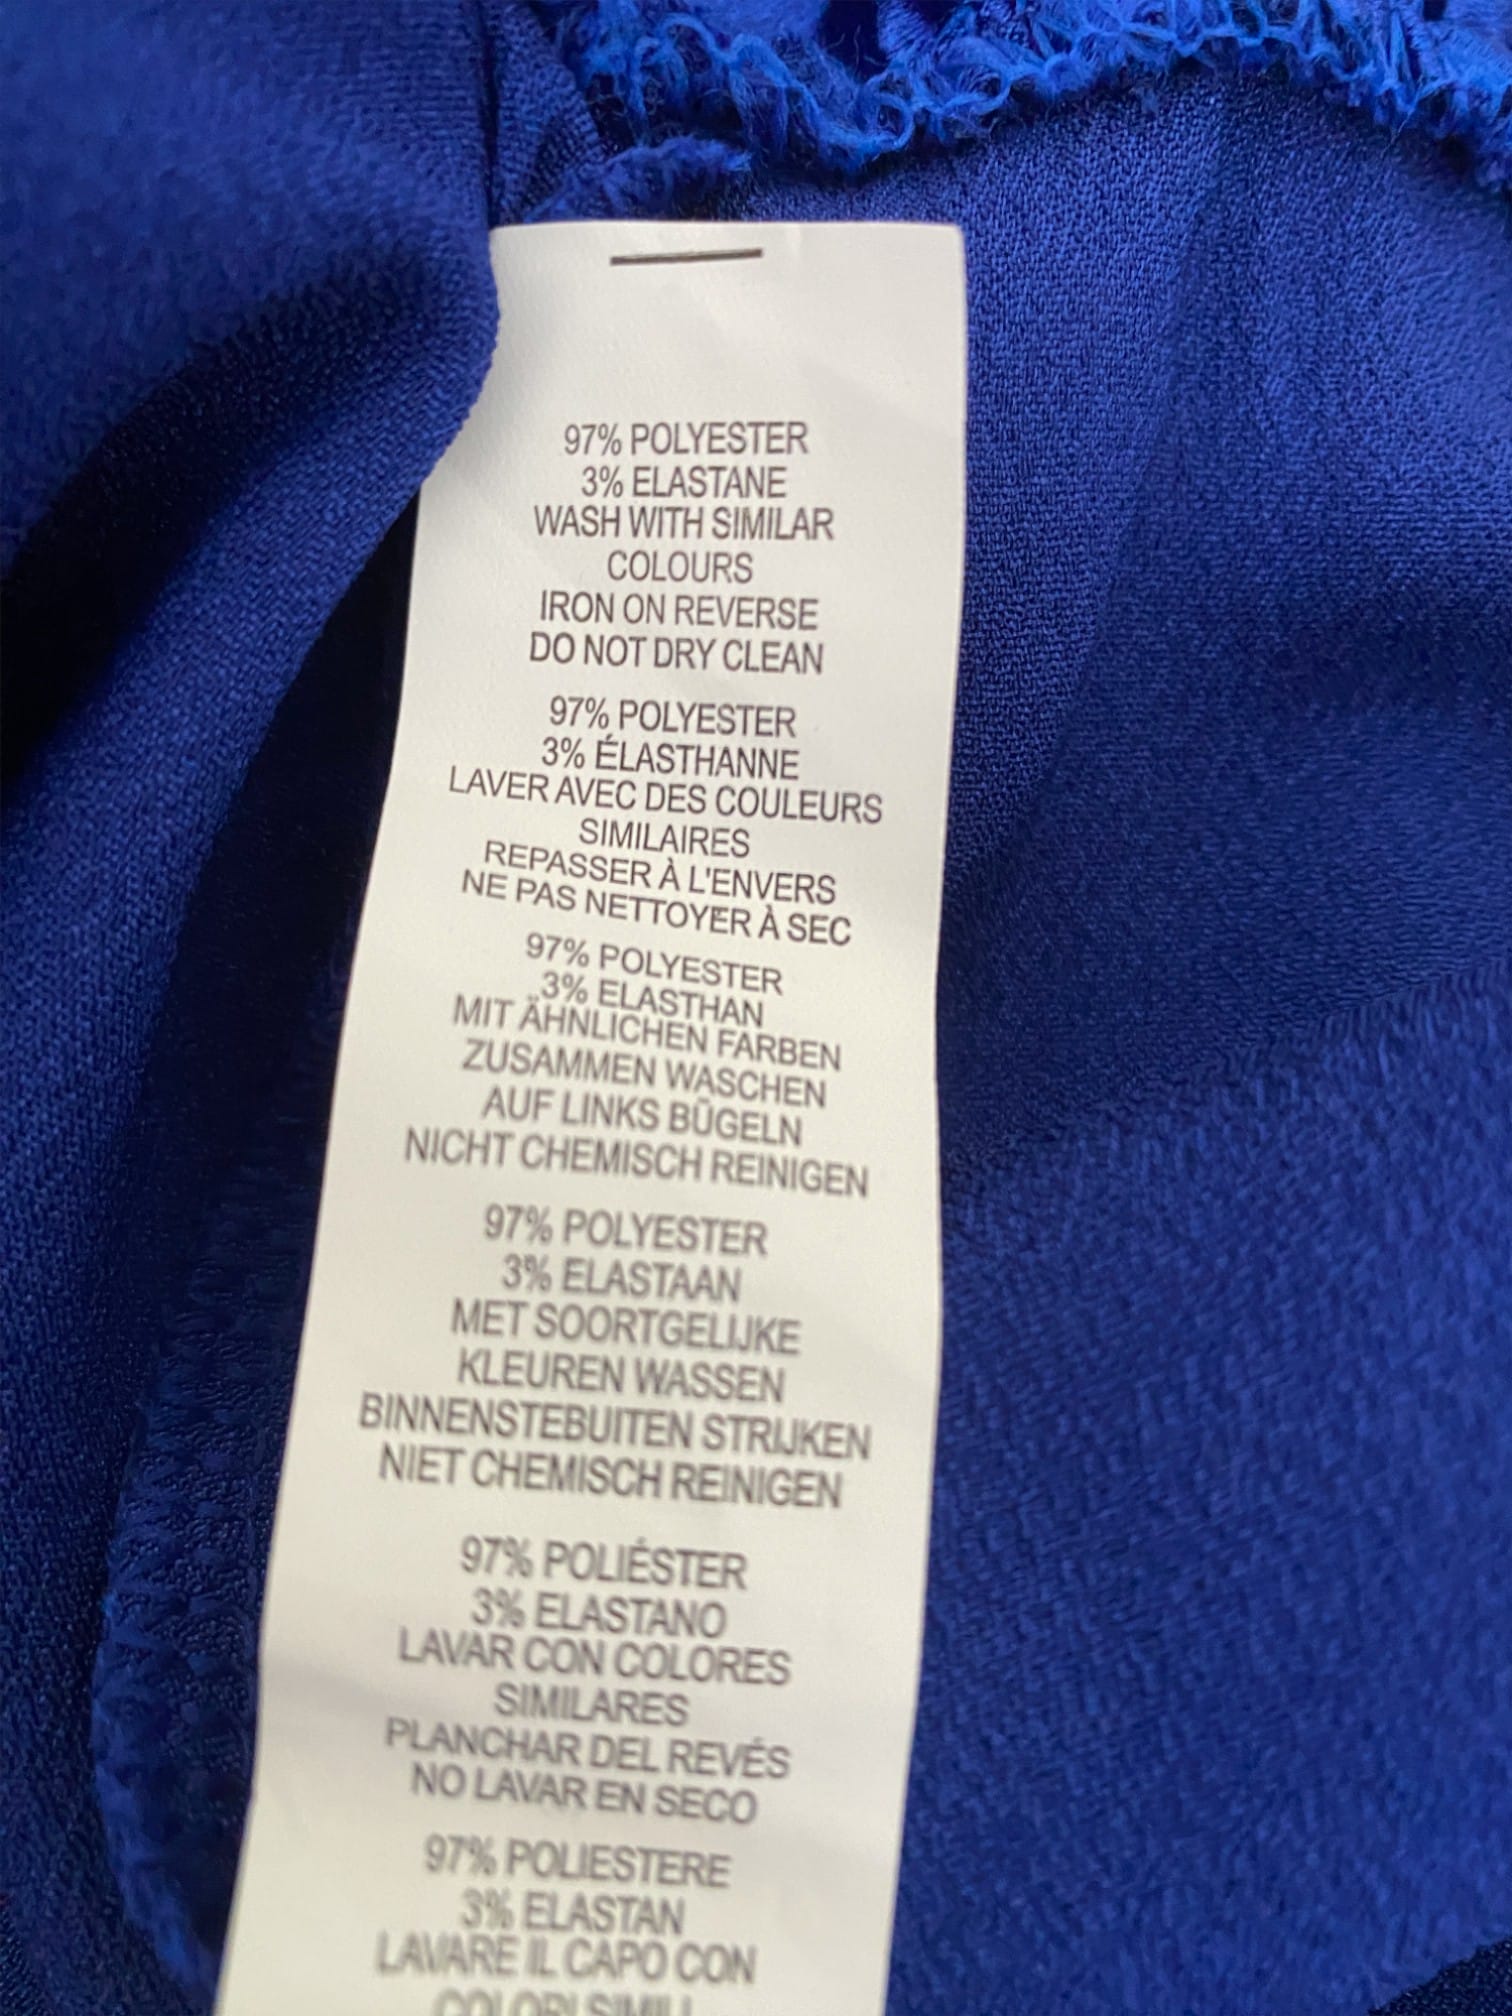 97% POLYESTER
3% ELASTANE
WASH WITH SIMILAR
COLOURS
IRON ON REVERSE
DO NOT DRY CLEAN
97% POLYESTER
3% ÉLASTHANNE
LAVER AVEC DES COULEURS
SIMILAIRES
REPASSER À L'ENVERS
NE PAS NETTOYER À SEC
97% POLYESTER
3% ELASTHAN
MIT ÄHNLICHEN FARBEN
ZUSAMMEN WASCHEN
AUF LINKS BÜGELN
NICHT CHEMISCH REINIGEN
97% POLYESTER
3% ELASTAAN
MET SOORTGELIJKE
KLEUREN WASSEN
BINNENSTEBUITEN STRIJKEN
NIET CHEMISCH REINIGEN
97% POLIÉSTER
3% ELASTANO
LAVAR CON COLORES
SIMILARES
PLANCHAR DEL REVÉS
NO LAVAR EN SECO
97% POLIESTERE
3% ELASTAN
LAVARE IL CAPO CON
COLORI SIMILI